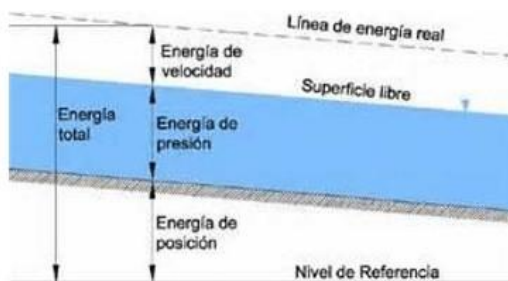 Línea de energía real
Energía de
velocidad
Superficie libre
Energía
total
Energía de
presión
Energía de
posición
Nivel de Referencia